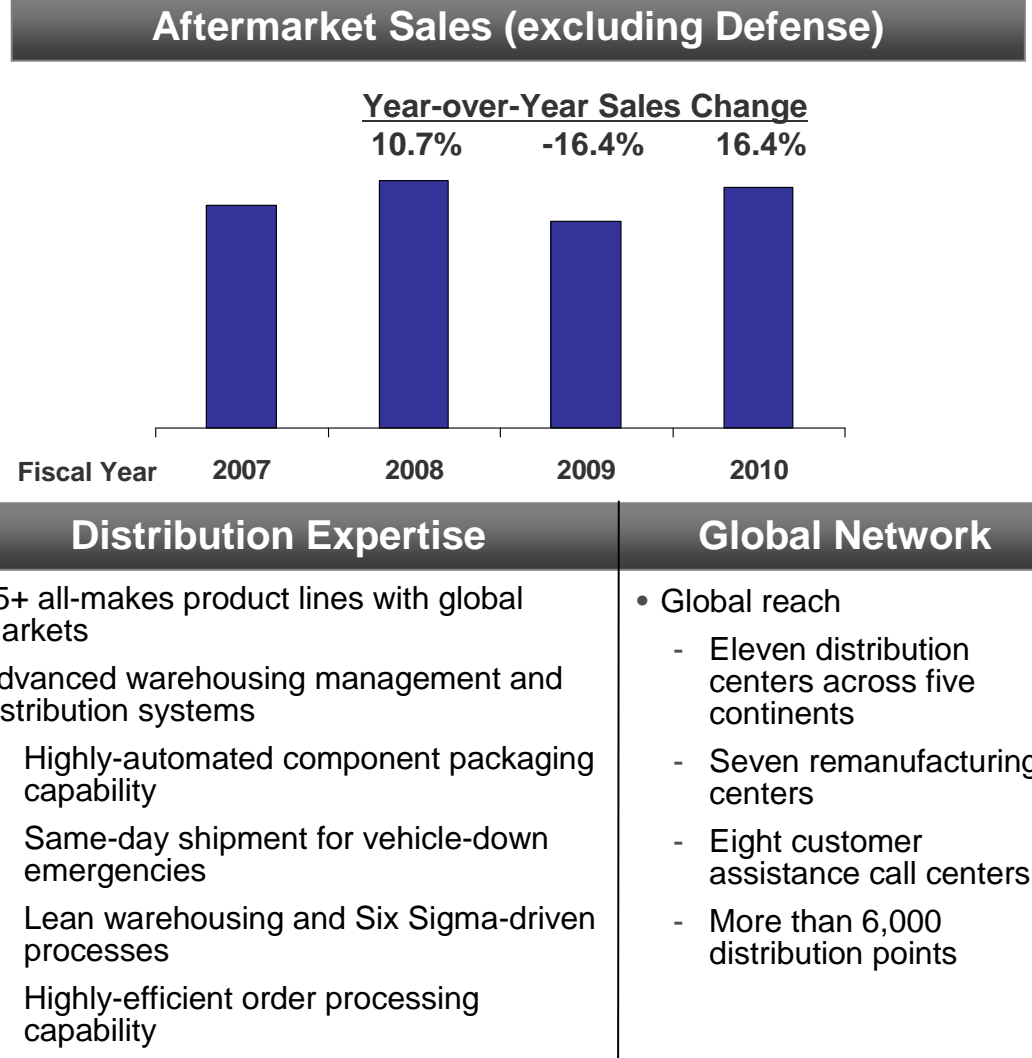 Aftermarket Sales (excluding Defense)
Year-over-Year Sales Change
10.7% -16.4% 16.4%
Fiscal Year 2007 2008 2009 2010
Distribution Expertise
5+ all-makes product lines with global
arkets
dvanced warehousing management and
stribution systems
Highly-automated component packaging
capability
Same-day shipment for vehicle-down
emergencies
Lean warehousing and Six Sigma-driven
processes
Highly-efficient order processing
capability
Global Network
• Global reach
- Eleven distribution
centers across five
continents
- Seven remanufacturing
centers
- Eight customer
assistance call centers
- More than 6,000
distribution points